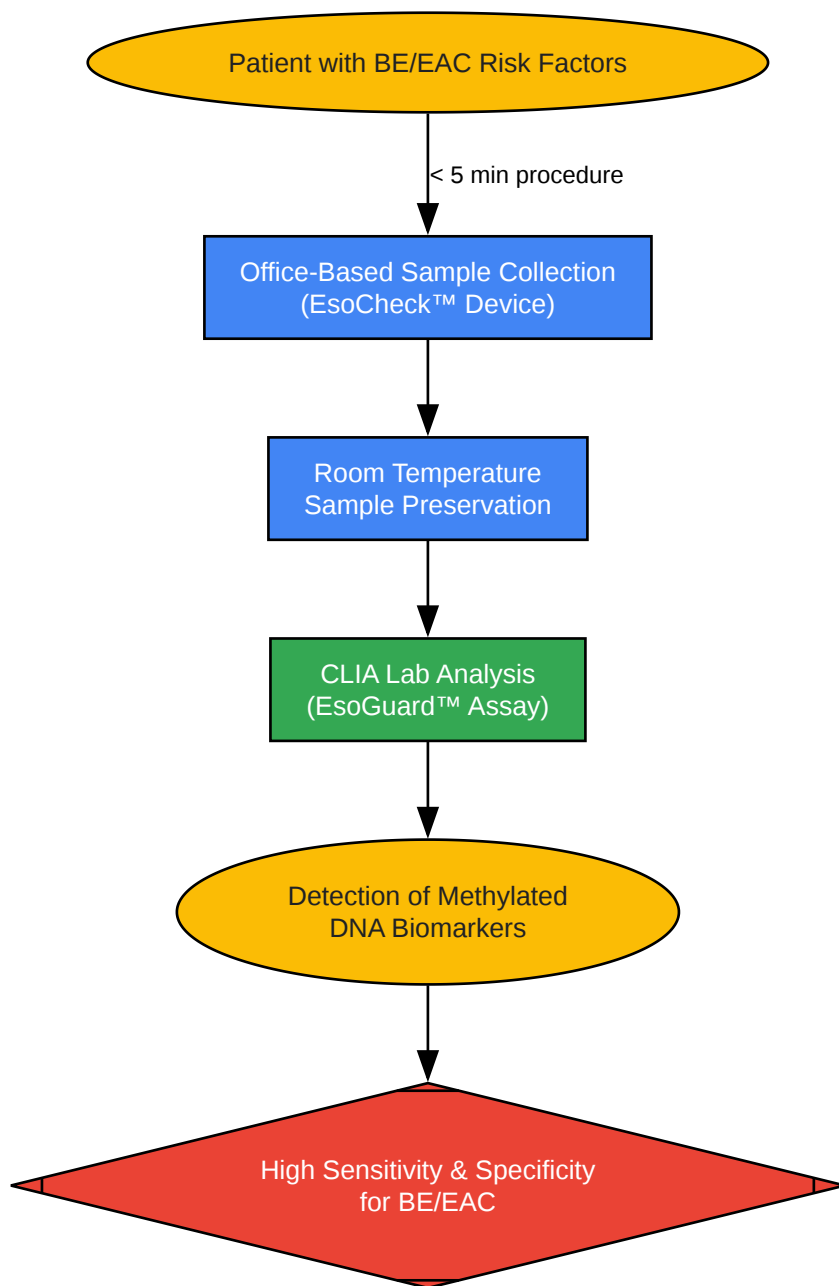 Patient with BE/EAC Risk Factors
< 5 min procedure
Office-Based Sample Collection
(EsoCheck™ Device)
Room Temperature
Sample Preservation
CLIA Lab Analysis
(EsoGuard™ Assay)
Detection of Methylated
DNA Biomarkers
High Sensitivity & Specificity
for BE/EAC